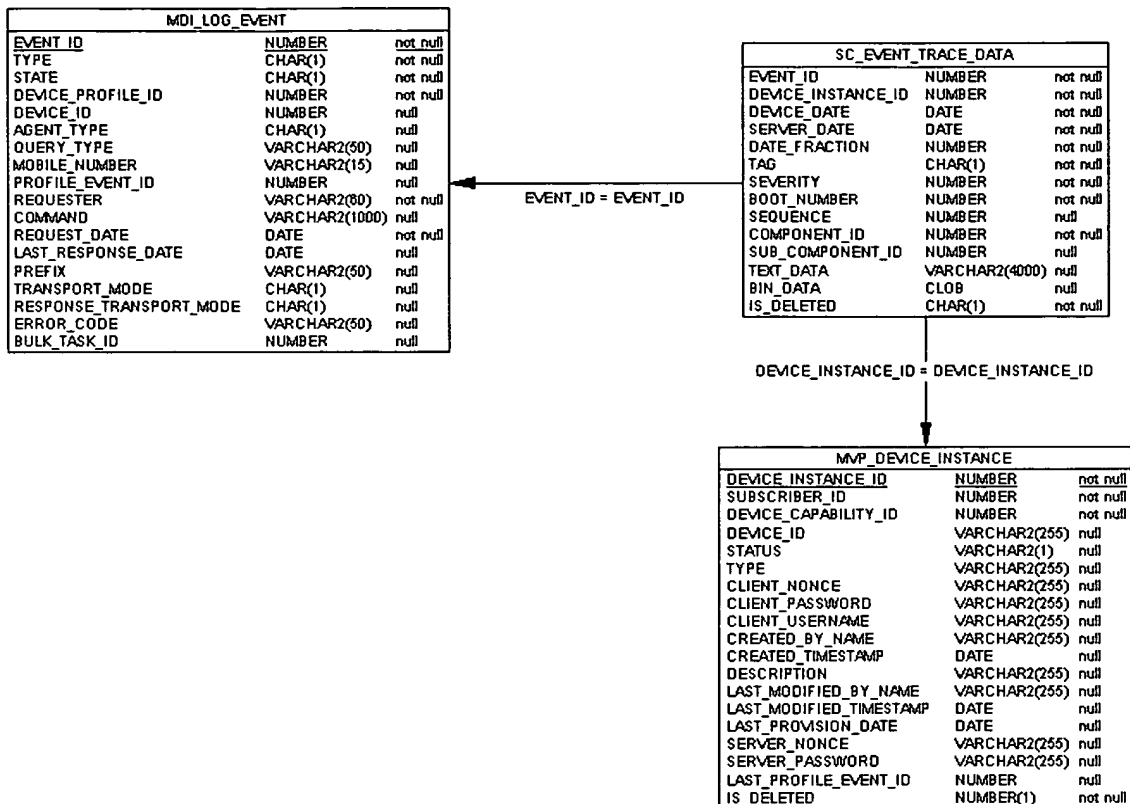 MDI_LOG_EVENT
EVENT_ID NUMBER not null
TYPE CHAR(1) not null
STATE CHAR(1) not null
DEVICE_PROFILE_ID NUMBER not null
DEVICE_ID NUMBER null
AGENT_TYPE CHAR(1) null
QUERY_TYPE VARCHAR2(50) null
MOBILE_NUMBER VARCHAR2(15) null
PROFILE_EVENT_ID NUMBER null
REQUESTER VARCHAR2(80) not null
COMMAND VARCHAR2(1000) null
REQUEST_DATE DATE not null
LAST_RESPONSE_DATE DATE null
PREFIX VARCHAR2(50) null
TRANSPORT_MODE CHAR(1) null
RESPONSE_TRANSPORT_MODE CHAR(1) null
ERROR_CODE VARCHAR2(50) null
BULK_TASK_ID NUMBER null
EVENT_ID = EVENT_ID
SC_EVENT_TRACE_DATA
EVENT_ID NUMBER not null
DEVICE_INSTANCE_ID NUMBER not null
DEVICE_DATE DATE not null
SERVER_DATE DATE not null
DATE_FRACTION NUMBER not null
TAG CHAR(1) not null
SEVERITY NUMBER not null
BOOT_NUMBER NUMBER not null
SEQUENCE NUMBER null
COMPONENT_ID NUMBER not null
SUB_COMPONENT_ID NUMBER null
TEXT_DATA VARCHAR2(4000) null
BIN_DATA CLOB null
IS_DELETED CHAR(1) not null
DEVICE_INSTANCE_ID = DEVICE_INSTANCE_ID
MVP_DEVICE_INSTANCE
DEVICE_INSTANCE_ID NUMBER not null
SUBSCRIBER_ID NUMBER not null
DEVICE_CAPABILITY_ID NUMBER not null
DEVICE_ID VARCHAR2(255) null
STATUS VARCHAR2(1) null
TYPE VARCHAR2(255) null
CLIENT_NONCE VARCHAR2(255) null
CLIENT_PASSWORD VARCHAR2(255) null
CLIENT_USERNAME VARCHAR2(255) null
CREATED_BY_NAME VARCHAR2(255) null
CREATED_TIMESTAMP DATE null
DESCRIPTION VARCHAR2(255) null
LAST_MODIFIED_BY_NAME VARCHAR2(255) null
LAST_MODIFIED_TIMESTAMP DATE null
LAST_PROVISION_DATE DATE null
SERVER_NONCE VARCHAR2(255) null
SERVER_PASSWORD VARCHAR2(255) null
LAST_PROFILE_EVENT_ID NUMBER null
IS_DELETED NUMBER(1) not null